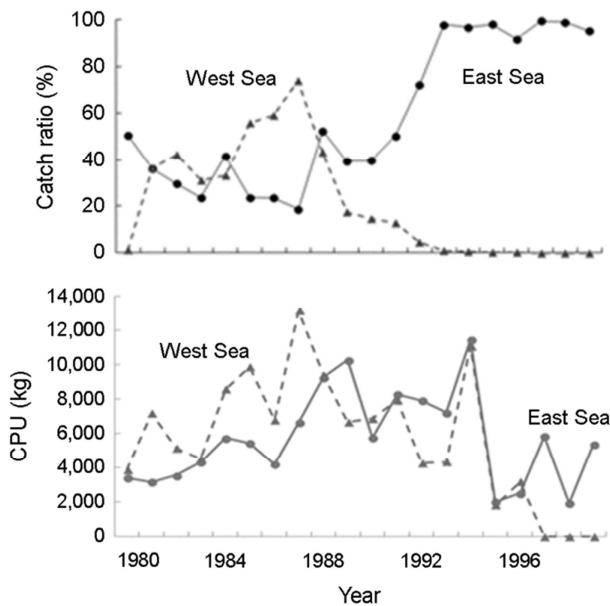 100
80
60
40
20
0
Catch ratio (%)
West Sea
East Sea
14,000
12,000
10,000
8,000
6,000
4,000
2,000
0
CPU (kg)
West Sea
East Sea
1980 1984 1988 1992 1996
Year